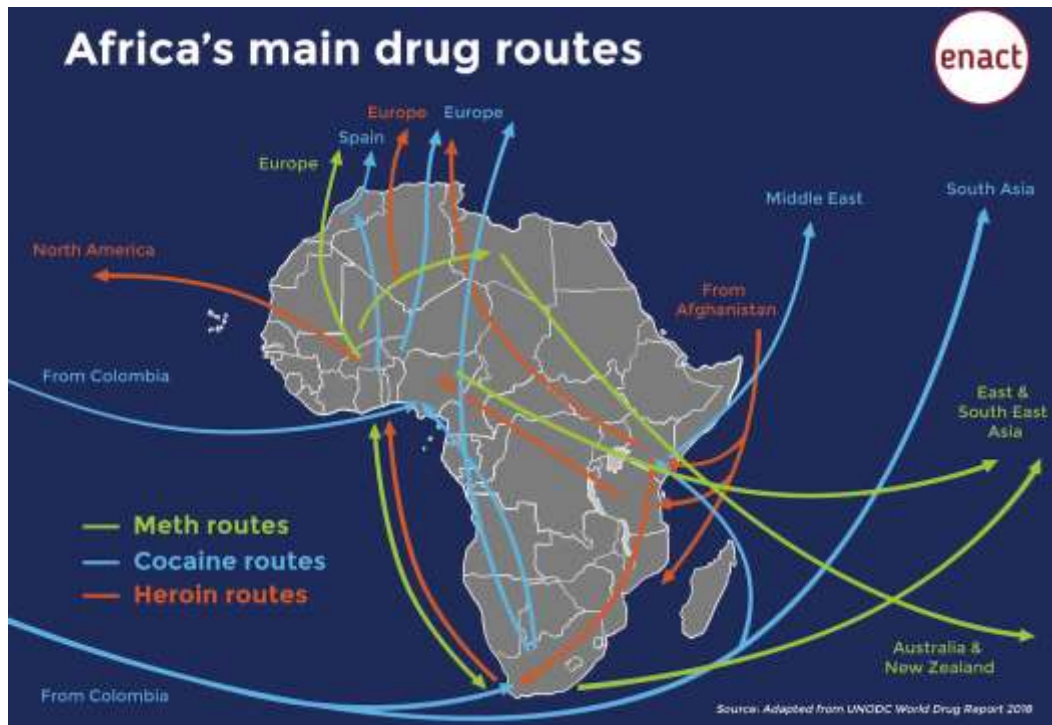 Africa's main drug routes
enact
Europe
Europe
Spain
Europe
Middle East
South Asia
North America
From
Afghanistan
From Colombia
East &
South East
Asia
Meth routes
Cocaine routes
Heroin routes
Australia &
New Zealand
From Colombia
Source: Adapted from UNODC World Drug Report 2018